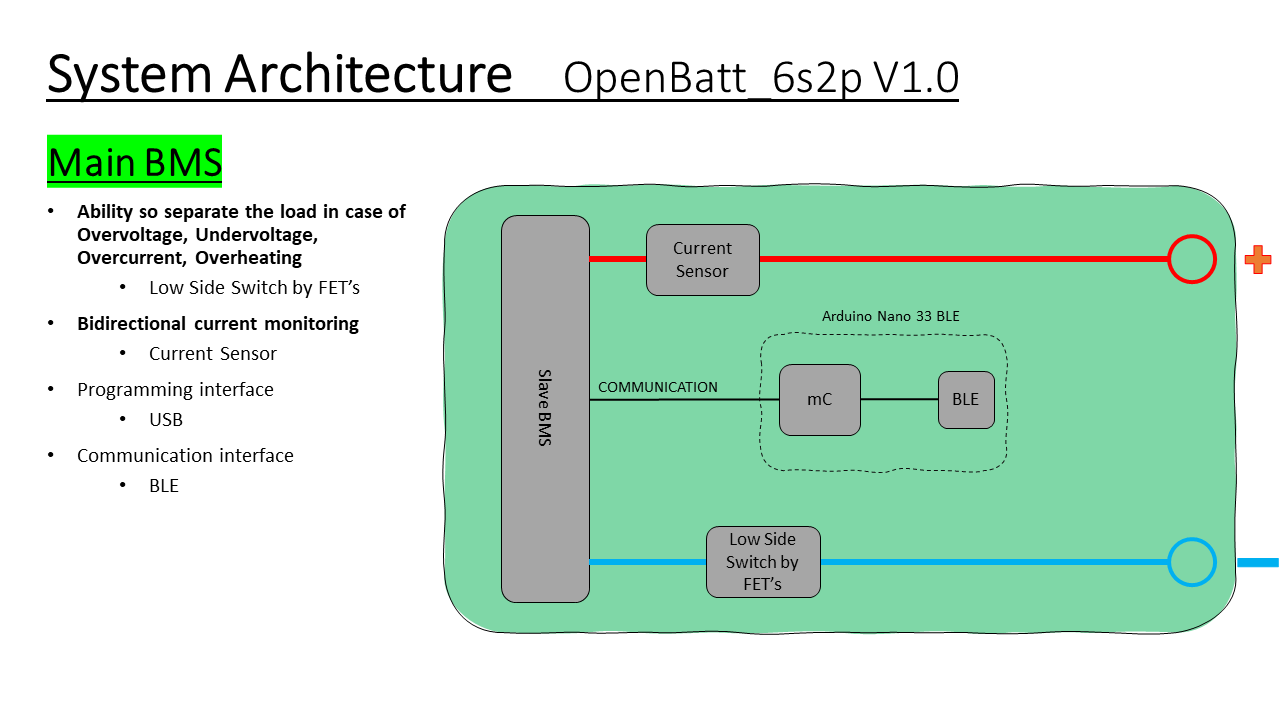 System Architecture OpenBatt_6s2p V1.0
Main BMS
• Ability so separate the load in case of
Overvoltage, Undervoltage,
Overcurrent, Overheating
• Low Side Switch by FET’s
• Bidirectional current monitoring
• Current Sensor
• Programming interface
• USB
• Communication interface
• BLE
Slave BMS
Current
Sensor
Arduino Nano 33 BLE
COMMUNICATION
mC
BLE
Low Side
Switch by
FET’s